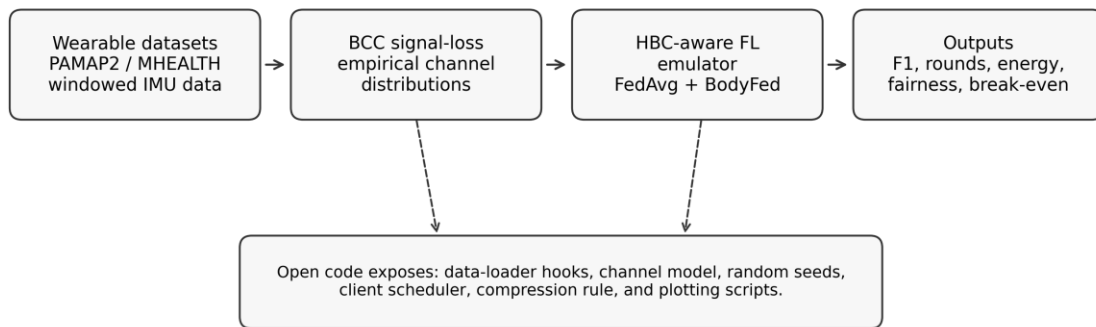 Wearable datasets
PAMAP2 / MHEALTH
windowed IMU data
BCC signal-loss
empirical channel
distributions
HBC-aware FL
emulator
FedAvg + BodyFed
Outputs
F1, rounds, energy,
fairness, break-even
Open code exposes: data-loader hooks, channel model, random seeds,
client scheduler, compression rule, and plotting scripts.